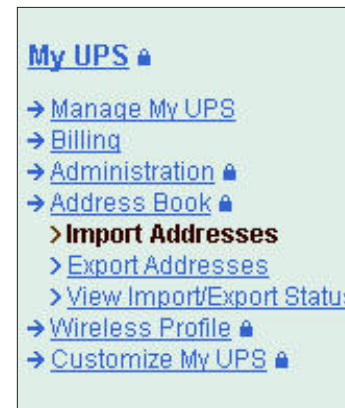 My UPS
Manage My UPS
Billing
Administration
Address Book
Import Addresses
Export Addresses
View Import/Export Status
Wireless Profile
Customize My UPS